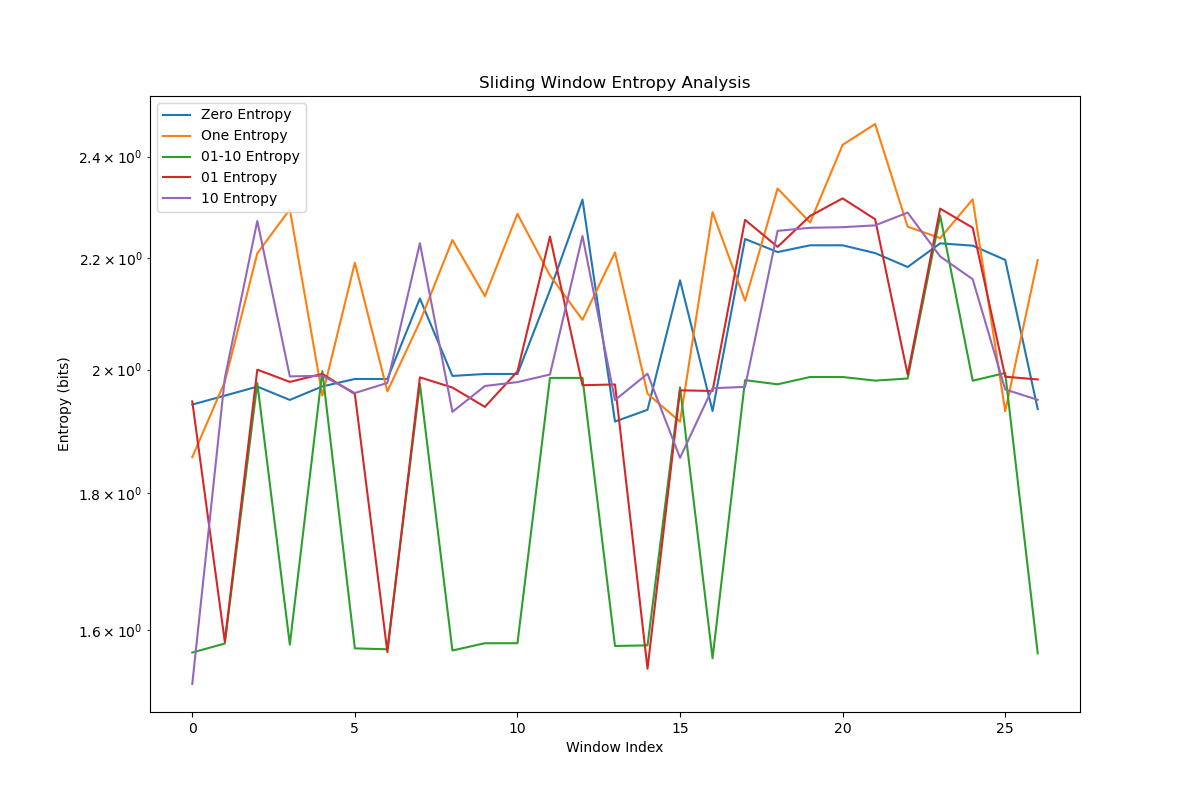 Sliding Window Entropy Analysis
Zero Entropy
One Entropy
01-10 Entropy
01 Entropy
10 Entropy
2.4 × 10⁰
2.2 × 10⁰
2 × 10⁰
1.8 × 10⁰
1.6 × 10⁰
Entropy (bits)
0 5 10 15 20 25
Window Index